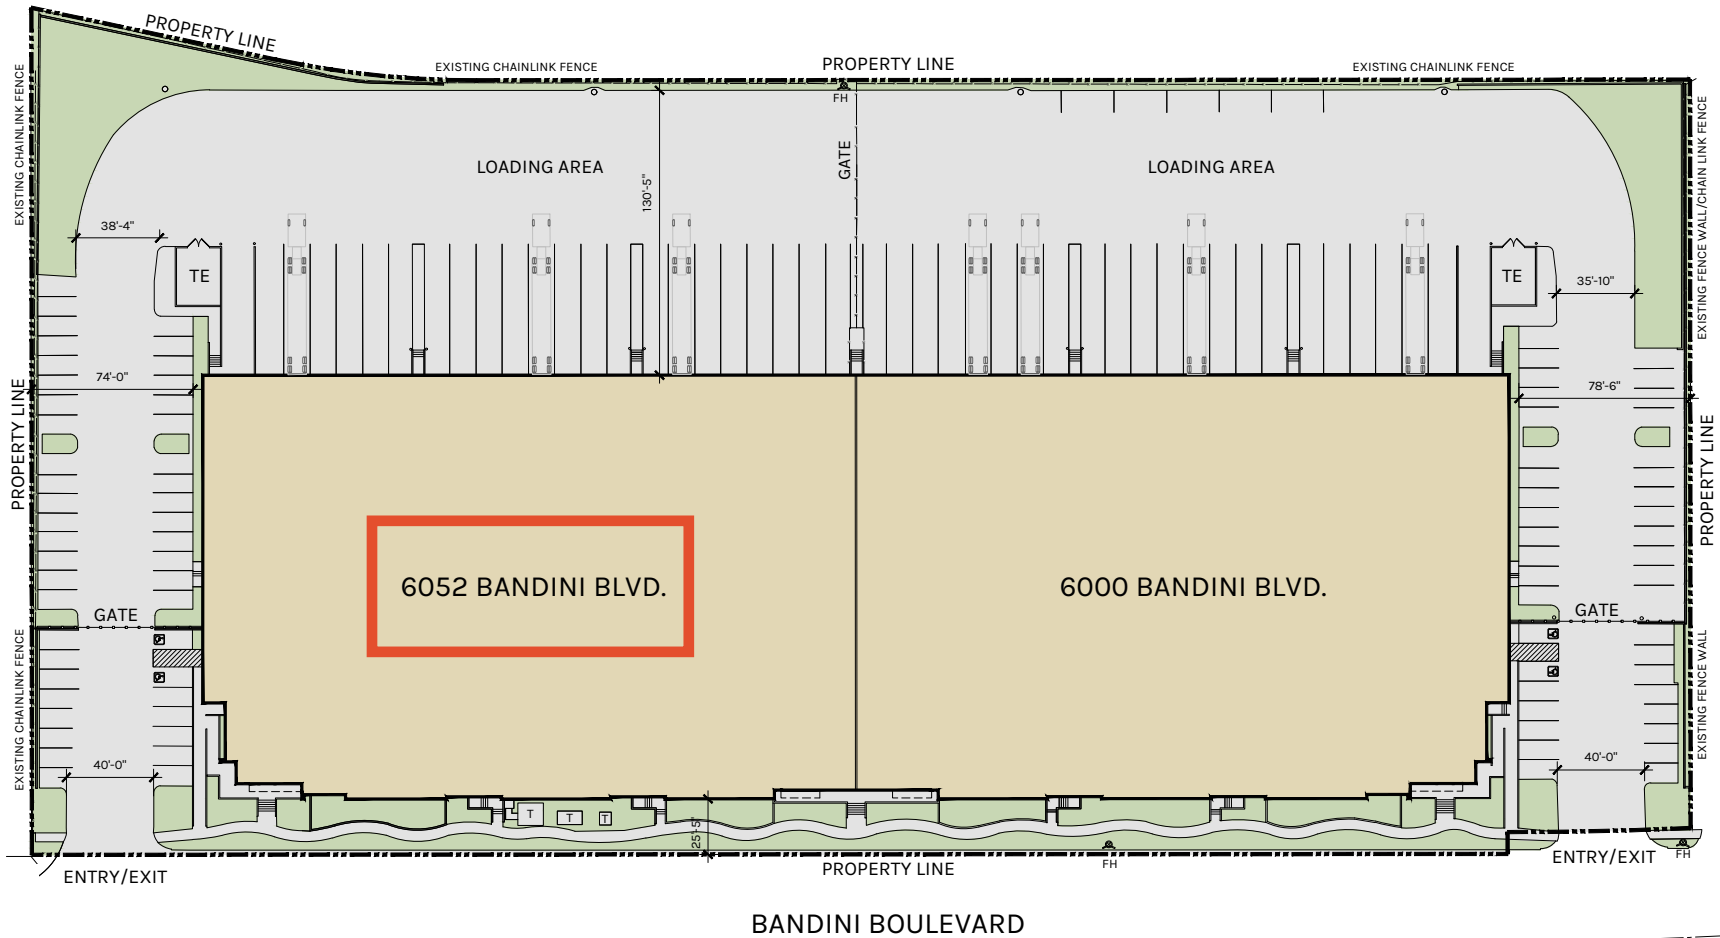 PROPERTY LINE
EXISTING CHAINLINK FENCE
PROPERTY LINE
EXISTING CHAINLINK FENCE
FH
EXISTING CHAINLINK FENCE
EXISTING FENCE WALL/CHAIN LINK FENCE
LOADING AREA
130'-5"
GATE
LOADING AREA
38'-4"
TE
TE
35'-10"
74'-0"
78'-6"
PROPERTY LINE
PROPERTY LINE
6052 BANDINI BLVD.
6000 BANDINI BLVD.
GATE
GATE
EXISTING CHAINLINK FENCE
EXISTING FENCE WALL
40'-0"
40'-0"
T
T
T
25'-5"
ENTRY/EXIT
PROPERTY LINE
FH
ENTRY/EXIT
FH
BANDINI BOULEVARD